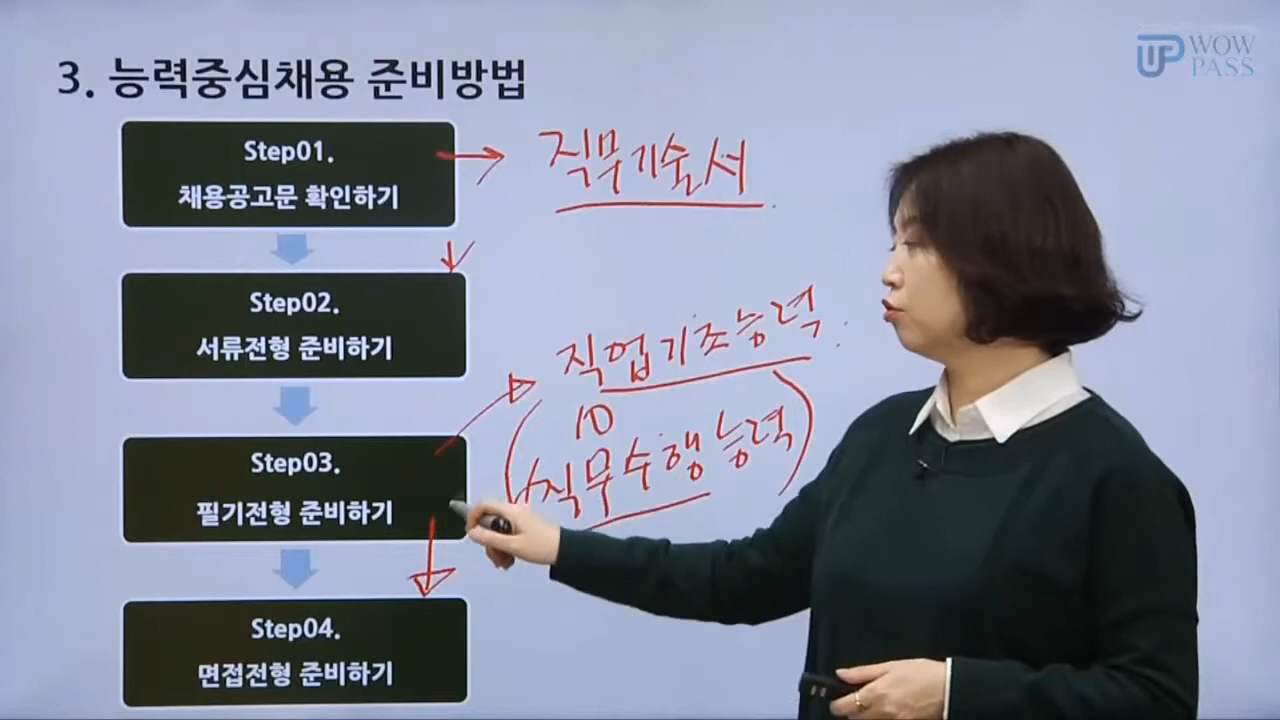 UP WOW
PASS
3. 능력중심채용 준비방법
Step01.
채용공고문 확인하기
직무기술서
Step02.
서류전형 준비하기
직업기초능력
10
직무수행능력
Step03.
필기전형 준비하기
Step04.
면접전형 준비하기